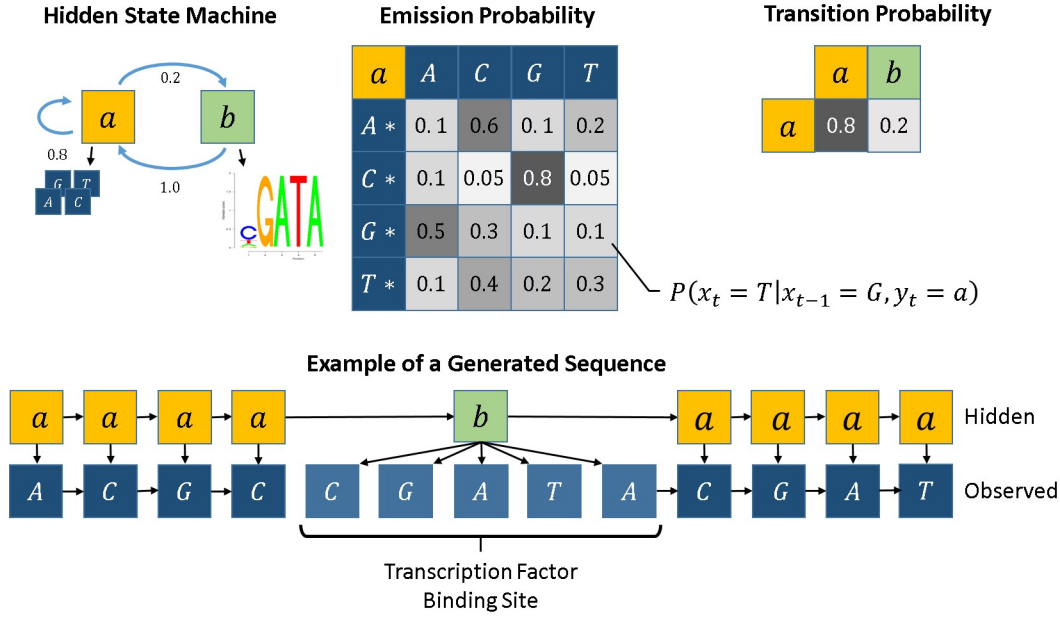 Hidden State Machine
0.2
a
b
0.8
1.0
G T
A C
CGATA
Emission Probability
a A C G T
A * 0.1 0.6 0.1 0.2
C * 0.1 0.05 0.8 0.05
G * 0.5 0.3 0.1 0.1
T * 0.1 0.4 0.2 0.3
P(x_t = T|x_{t-1} = G, y_t = a)
Transition Probability
a b
a 0.8 0.2
Example of a Generated Sequence
a a a a b a a a a Hidden
A C G C C G A T A C G A T Observed
Transcription Factor
Binding Site